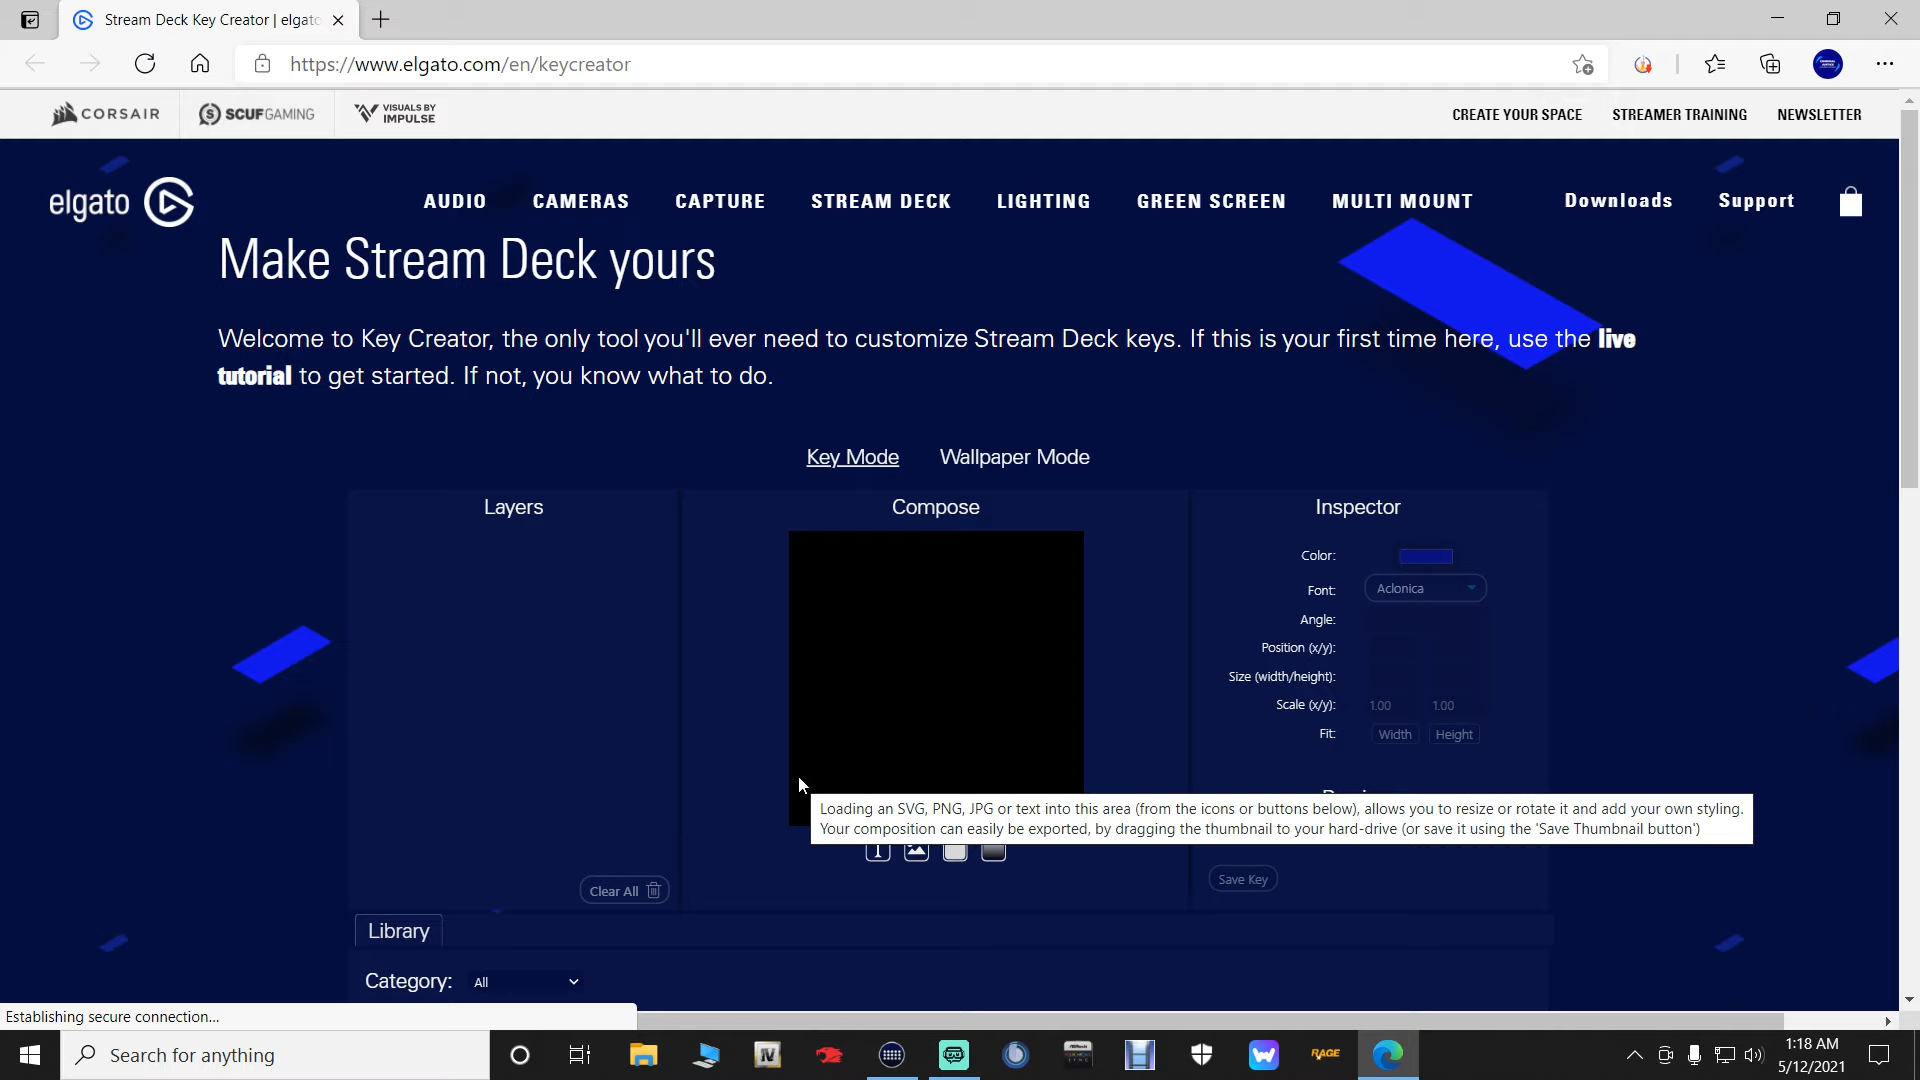 Stream Deck Key Creator | elgato
https://www.elgato.com/en/keycreator
CORSAIR
SCUF GAMING
VISUALS BY
IMPULSE
CREATE YOUR SPACE
STREAMER TRAINING
NEWSLETTER
elgato
AUDIO
CAMERAS
CAPTURE
STREAM DECK
LIGHTING
GREEN SCREEN
MULTI MOUNT
Downloads
Support
Make Stream Deck yours
Welcome to Key Creator, the only tool you'll ever need to customize Stream Deck keys. If this is your first time here, use the live
tutorial to get started. If not, you know what to do.
Key Mode
Wallpaper Mode
Layers
Compose
Inspector
Color:
Font:
Aclonica
Angle:
Position (x/y):
Size (width/height):
Scale (x/y):
1.00
1.00
Fit:
Width
Height
Loading an SVG, PNG, JPG or text into this area (from the icons or buttons below), allows you to resize or rotate it and add your own styling.
Your composition can easily be exported, by dragging the thumbnail to your hard-drive (or save it using the 'Save Thumbnail button')
Clear All
Save Key
Library
Category:
All
Establishing secure connection...
Search for anything
IV
RAGE
1:18 AM
5/12/2021